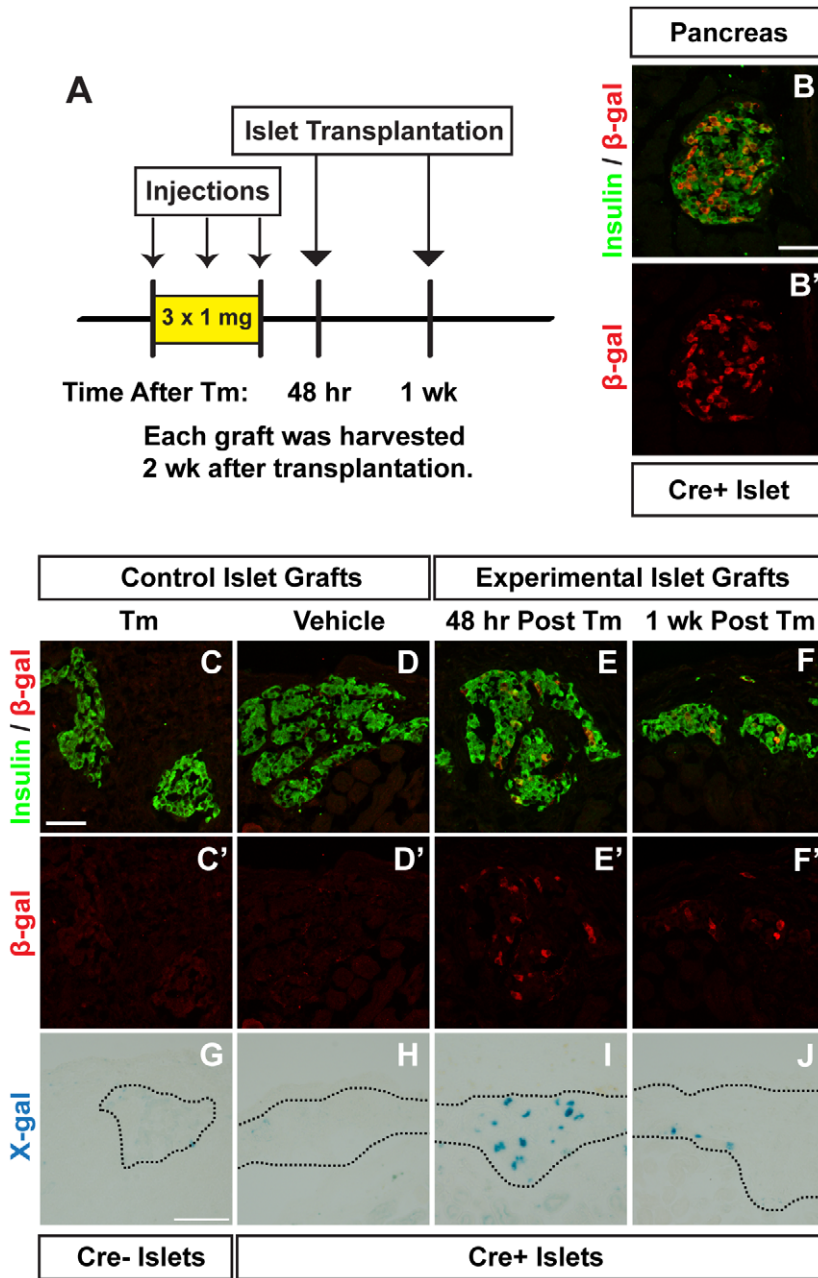 A
Islet Transplantation
Injections
3 x 1 mg
Time After Tm: 48 hr 1 wk
Each graft was harvested
2 wk after transplantation.
Pancreas
Insulin / β-gal
B
β-gal
B'
Cre+ Islet
Control Islet Grafts Experimental Islet Grafts
Tm Vehicle 48 hr Post Tm 1 wk Post Tm
Insulin / β-gal
C D E F
β-gal
C' D' E' F'
X-gal
G H I J
Cre- Islets Cre+ Islets